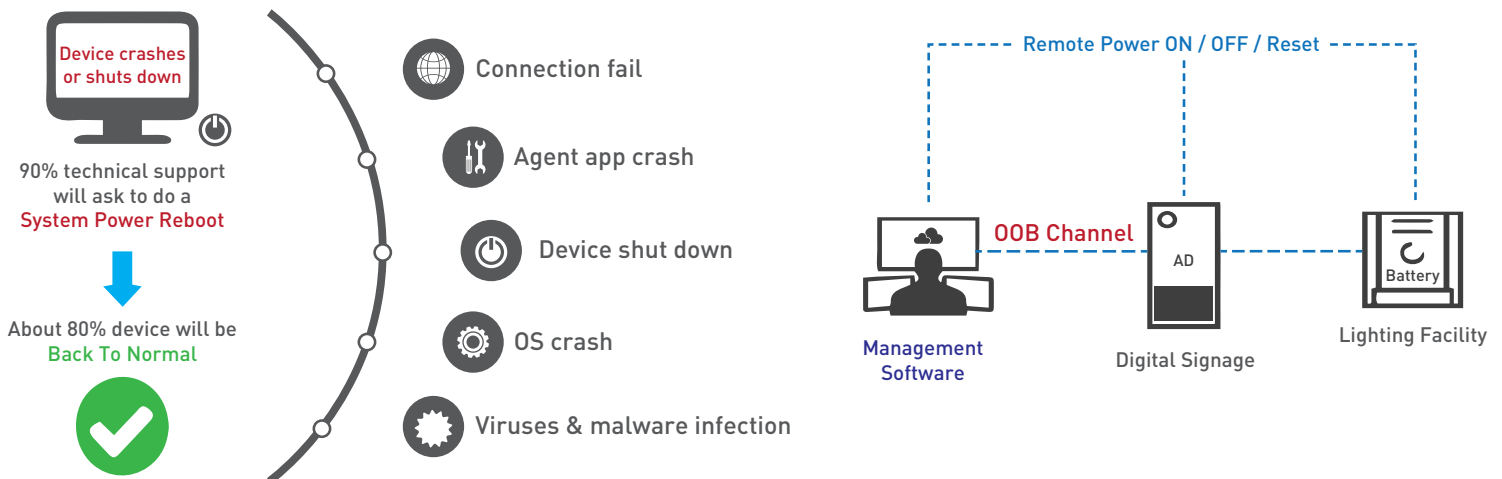 Device crashes
or shuts down
90% technical support
will ask to do a
System Power Reboot
About 80% device will be
Back To Normal
Connection fail
Agent app crash
Device shut down
OS crash
Viruses & malware infection
Remote Power ON / OFF / Reset
OOB Channel
AD
Battery
Management
Software
Digital Signage
Lighting Facility